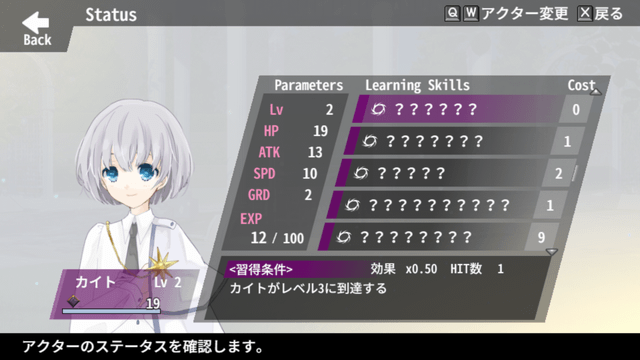 Status
Q W アクター変更 X 戻る
Back
Parameters Learning Skills Cost
Lv 2
HP 19
ATK 13
SPD 10
GRD 2
EXP
12 / 100
?????? 0
??????? 1
????? 2
?????????? 1
???????? 9
<習得条件> 効果 x0.50 HIT数 1
カイトがレベル3に到達する
カイト Lv 2
19
アクターのステータスを確認します。